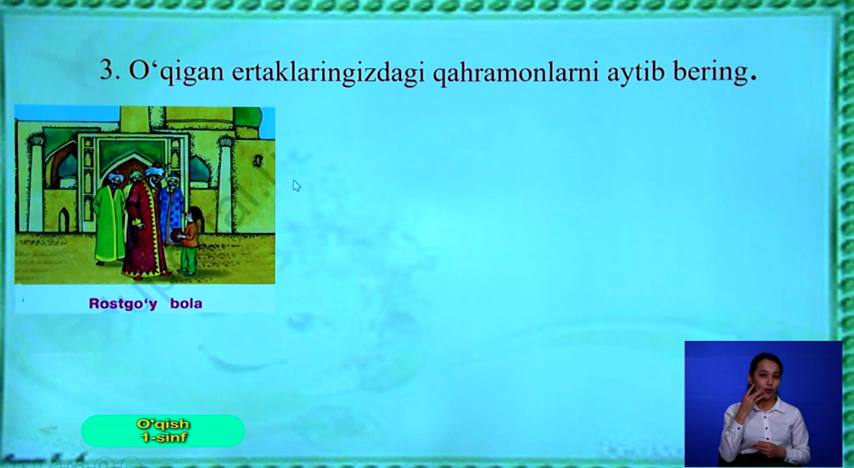 3. O‘qigan ertaklaringizdagi qahramonlarni aytib bering.
Rostgo‘y bola
O‘qish
1-sinf